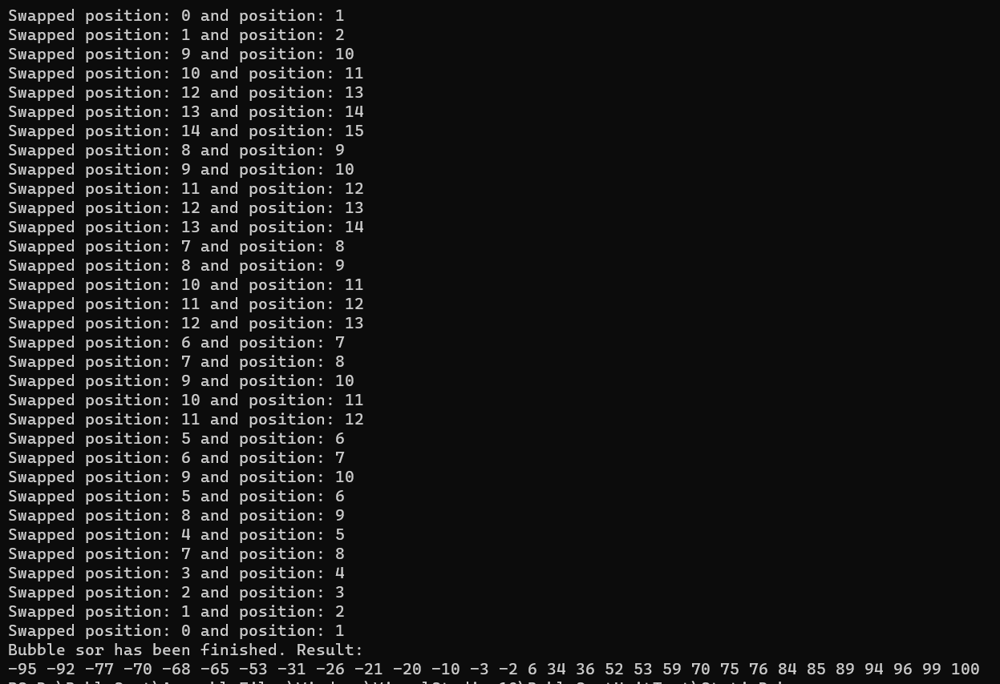 Swapped position: 0 and position: 1
Swapped position: 1 and position: 2
Swapped position: 9 and position: 10
Swapped position: 10 and position: 11
Swapped position: 12 and position: 13
Swapped position: 13 and position: 14
Swapped position: 14 and position: 15
Swapped position: 8 and position: 9
Swapped position: 9 and position: 10
Swapped position: 11 and position: 12
Swapped position: 12 and position: 13
Swapped position: 13 and position: 14
Swapped position: 7 and position: 8
Swapped position: 8 and position: 9
Swapped position: 10 and position: 11
Swapped position: 11 and position: 12
Swapped position: 12 and position: 13
Swapped position: 6 and position: 7
Swapped position: 7 and position: 8
Swapped position: 9 and position: 10
Swapped position: 10 and position: 11
Swapped position: 11 and position: 12
Swapped position: 5 and position: 6
Swapped position: 6 and position: 7
Swapped position: 9 and position: 10
Swapped position: 5 and position: 6
Swapped position: 8 and position: 9
Swapped position: 4 and position: 5
Swapped position: 7 and position: 8
Swapped position: 3 and position: 4
Swapped position: 2 and position: 3
Swapped position: 1 and position: 2
Swapped position: 0 and position: 1
Bubble sor has been finished. Result:
-95 -92 -77 -70 -68 -65 -53 -31 -26 -21 -20 -10 -3 -2 6 34 36 52 53 59 70 75 76 84 85 89 94 96 99 100